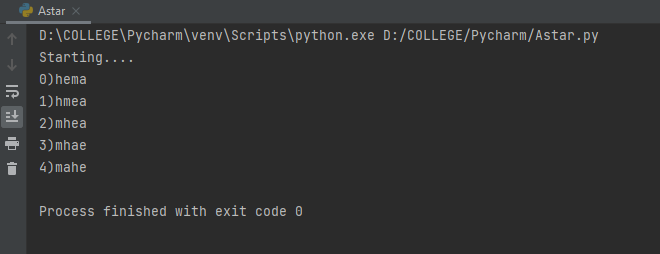 Astar
D:\COLLEGE\Pycharm\venv\Scripts\python.exe D:/COLLEGE/Pycharm/Astar.py
Starting....
0)hema
1)hmea
2)mhea
3)mhae
4)mahe
Process finished with exit code 0